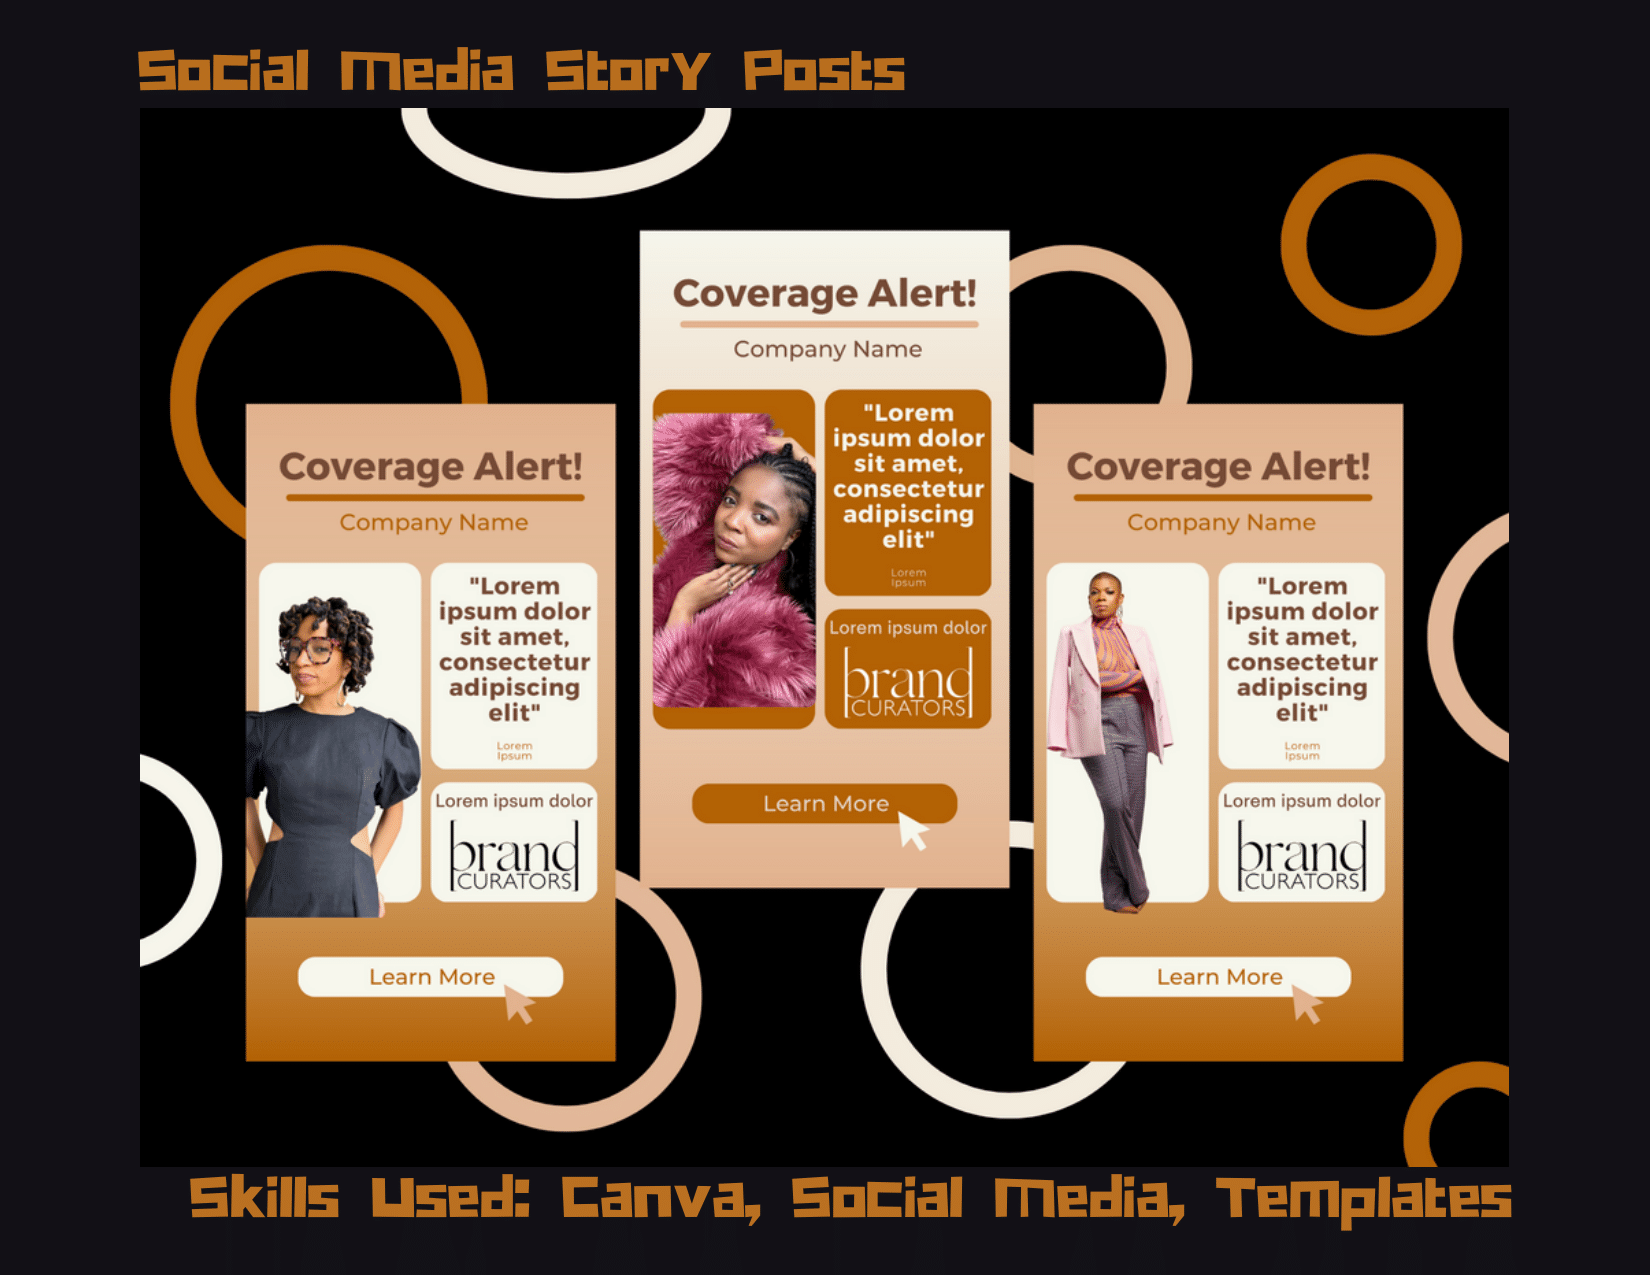 Social Media Story Posts
Coverage Alert!
Company Name
"Lorem
ipsum dolor
sit amet,
consectetur
adipiscing
elit"
Lorem
Ipsum
Lorem ipsum dolor
brand
CURATORS
Learn More
Coverage Alert!
Company Name
"Lorem
ipsum dolor
sit amet,
consectetur
adipiscing
elit"
Lorem
Ipsum
Lorem ipsum dolor
brand
CURATORS
Learn More
Coverage Alert!
Company Name
"Lorem
ipsum dolor
sit amet,
consectetur
adipiscing
elit"
Lorem
Ipsum
Lorem ipsum dolor
brand
CURATORS
Learn More
Skills Used: Canva, Social Media, Templates